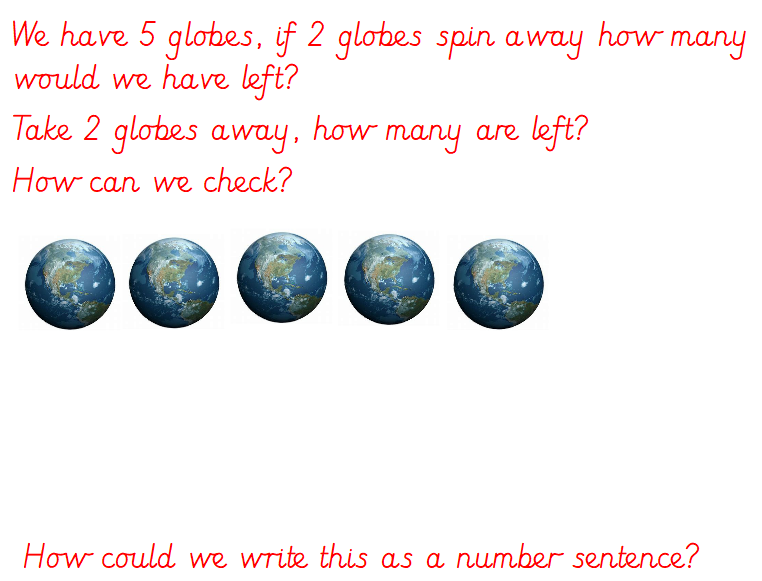 We have 5 globes, if 2 globes spin away how many
would we have left?
Take 2 globes away, how many are left?
How can we check?
How could we write this as a number sentence?